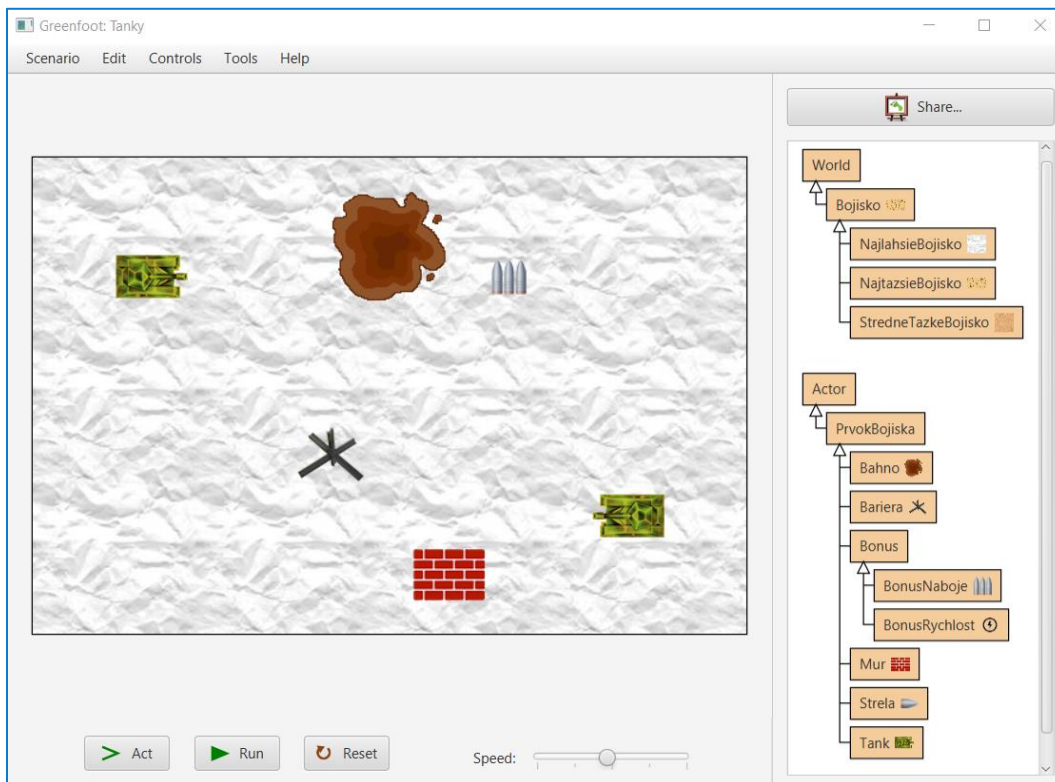 Greenfoot: Tanky
Scenario Edit Controls Tools Help
Share...
World
Bojisko
NajlahsieBojisko
NajtazsieBojisko
StredneTazkeBojisko
Actor
PrvokBojiska
Bahno
Bariera
Bonus
BonusNaboje
BonusRychlost
Mur
Strela
Tank
Act Run Reset Speed: